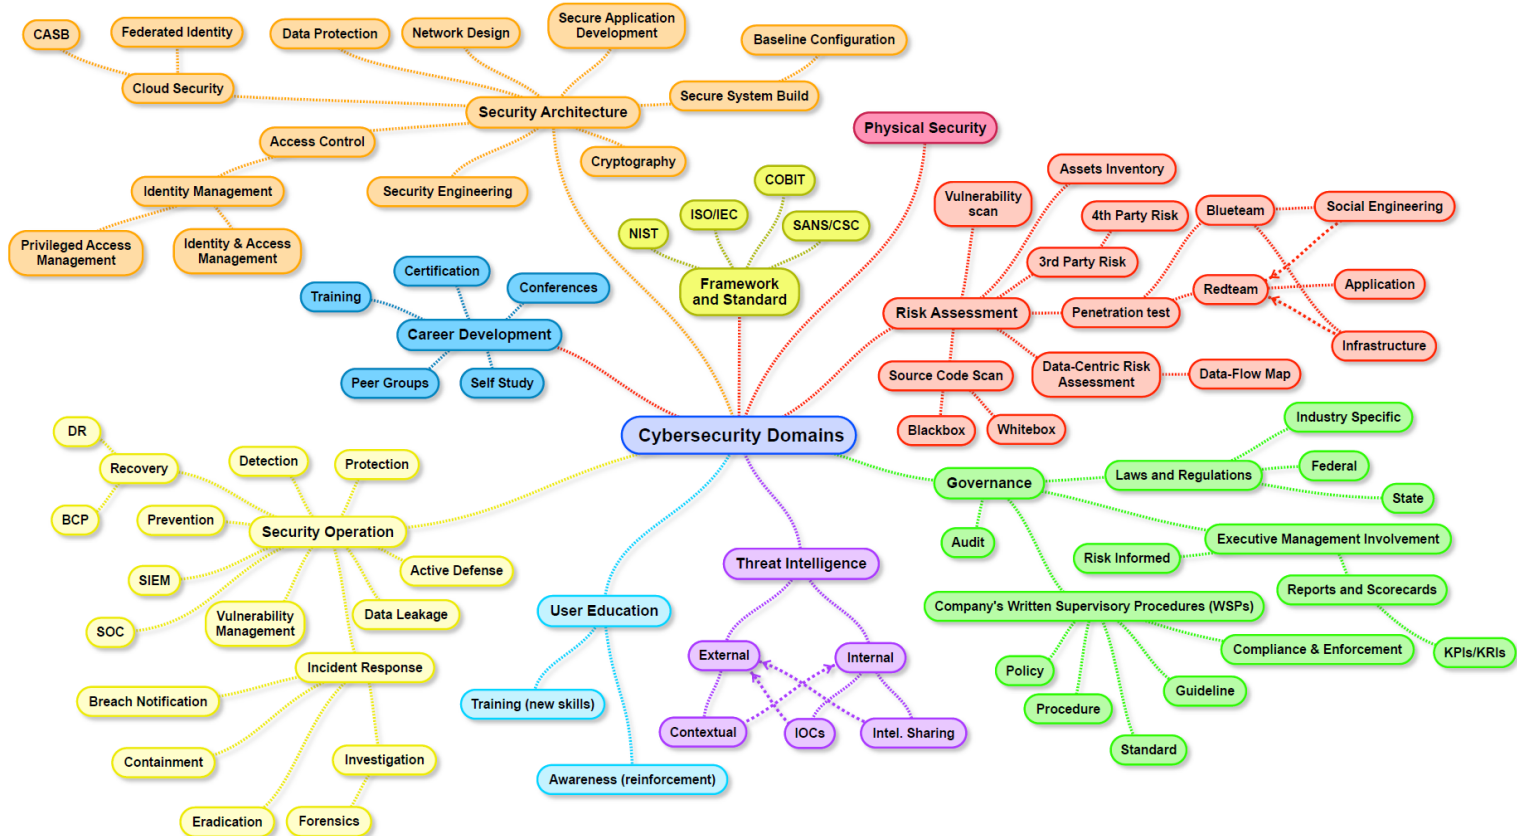 CASB
Federated Identity
Cloud Security
Data Protection
Network Design
Secure Application
Development
Baseline Configuration
Secure System Build
Security Architecture
Access Control
Cryptography
Security Engineering
Identity Management
Privileged Access
Management
Identity & Access
Management
Physical Security
COBIT
ISO/IEC
NIST
SANS/CSC
Framework
and Standard
Certification
Training
Conferences
Career Development
Peer Groups
Self Study
Assets Inventory
Vulnerability
scan
4th Party Risk
3rd Party Risk
Blueteam
Social Engineering
Redteam
Application
Risk Assessment
Penetration test
Infrastructure
Source Code Scan
Data-Centric Risk
Assessment
Data-Flow Map
Blackbox
Whitebox
Cybersecurity Domains
DR
Recovery
BCP
Detection
Protection
Prevention
Security Operation
SIEM
Active Defense
SOC
Vulnerability
Management
Data Leakage
Incident Response
Breach Notification
Containment
Investigation
Eradication
Forensics
User Education
Training (new skills)
Awareness (reinforcement)
Threat Intelligence
External
Internal
Contextual
IOCs
Intel. Sharing
Governance
Laws and Regulations
Industry Specific
Federal
State
Audit
Executive Management Involvement
Risk Informed
Reports and Scorecards
KPIs/KRIs
Company's Written Supervisory Procedures (WSPs)
Compliance & Enforcement
Policy
Procedure
Guideline
Standard